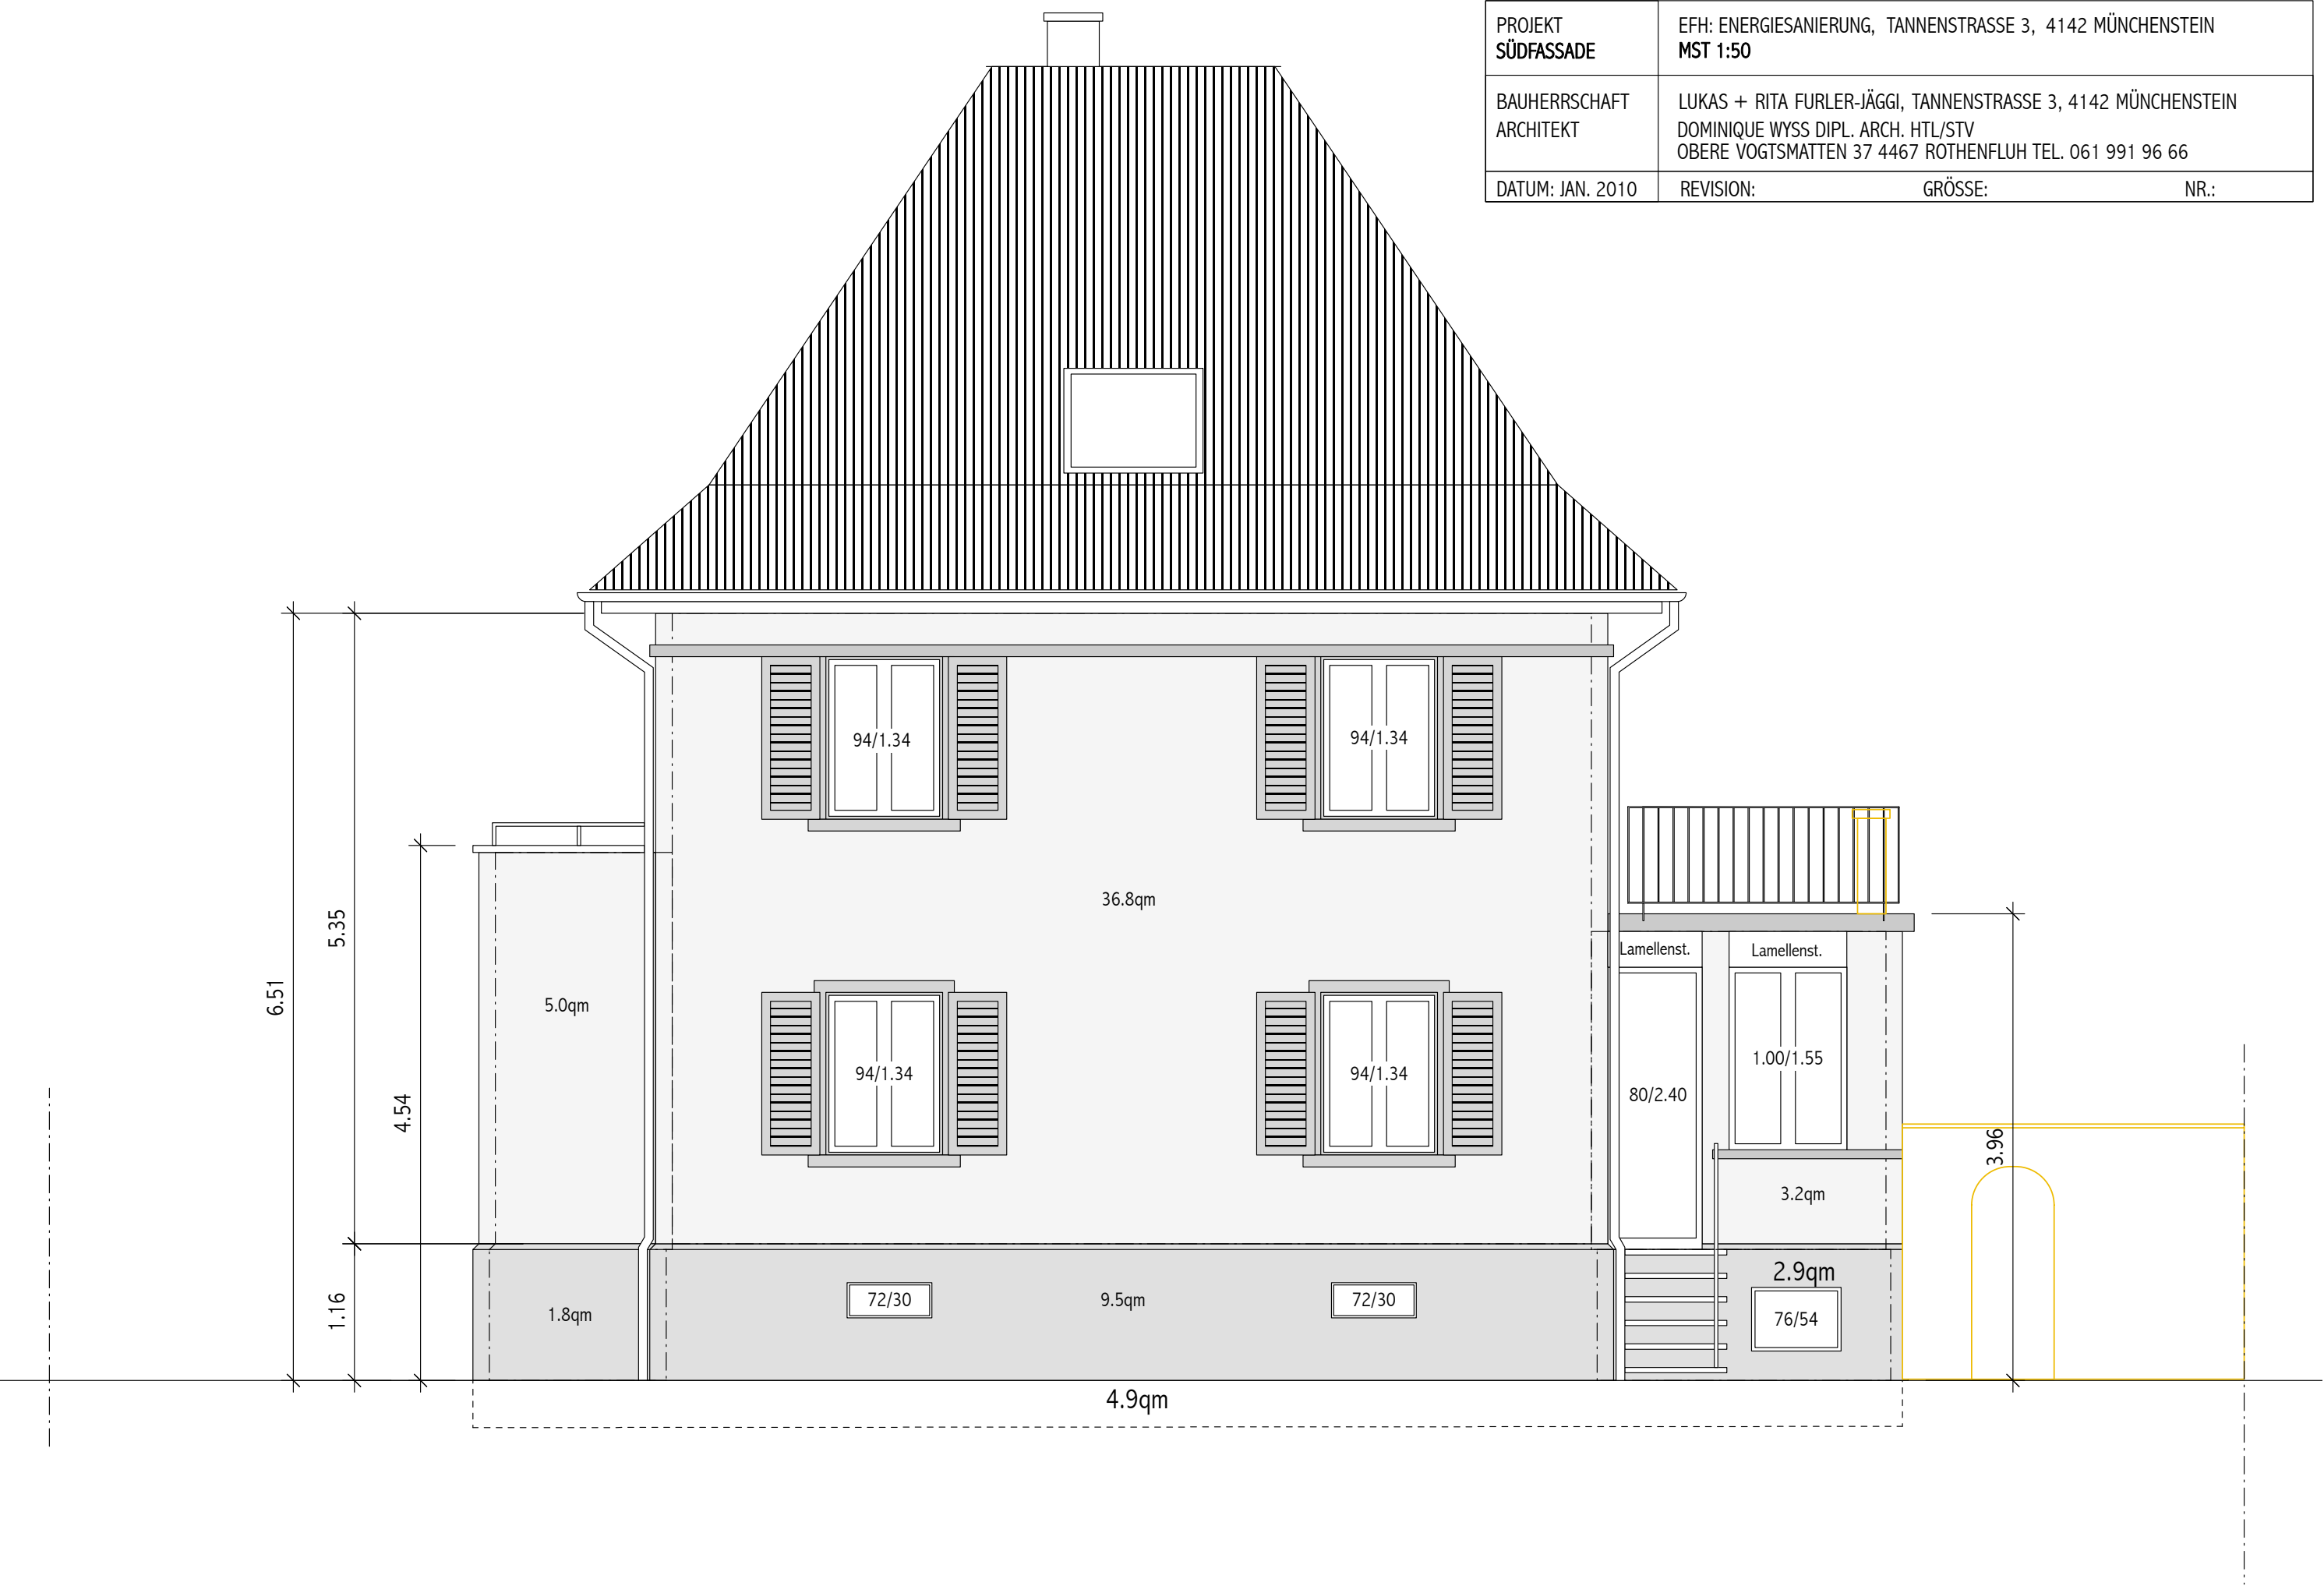 PROJEKT EFH: ENERGIESANIERUNG, TANNENSTRASSE 3, 4142 MÜNCHENSTEIN
SÜDFASSADE MST 1:50
BAUHERRSCHAFT LUKAS + RITA FURLER-JÄGGI, TANNENSTRASSE 3, 4142 MÜNCHENSTEIN
ARCHITEKT DOMINIQUE WYSS DIPL. ARCH. HTL/STV
OBERE VOGTSMATTEN 37 4467 ROTHENFLUH TEL. 061 991 96 66
DATUM: JAN. 2010 REVISION: GRÖSSE: NR.:
94/1.34
94/1.34
36.8qm
5.35
6.51
4.54
5.0qm
Lamellenst.
Lamellenst.
94/1.34
94/1.34
80/2.40
1.00/1.55
3.96
3.2qm
2.9qm
1.16
1.8qm
72/30
9.5qm
72/30
76/54
4.9qm